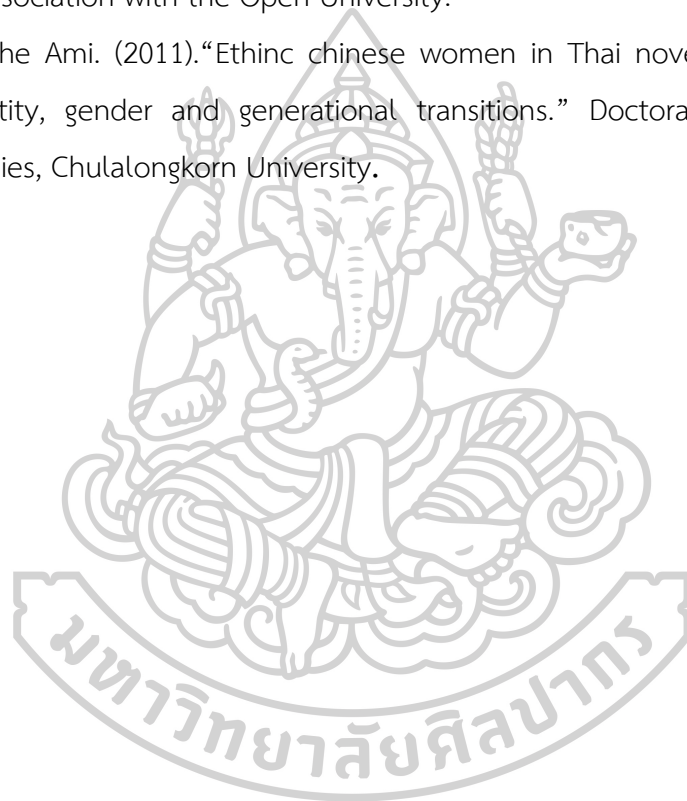 sociation with the Open University.
he Ami. (2011).“Ethinc chinese women in Thai nove
tity, gender and generational transitions.” Doctora
ies, Chulalongkorn University.
มหาวิทยาลัยศิลปากร